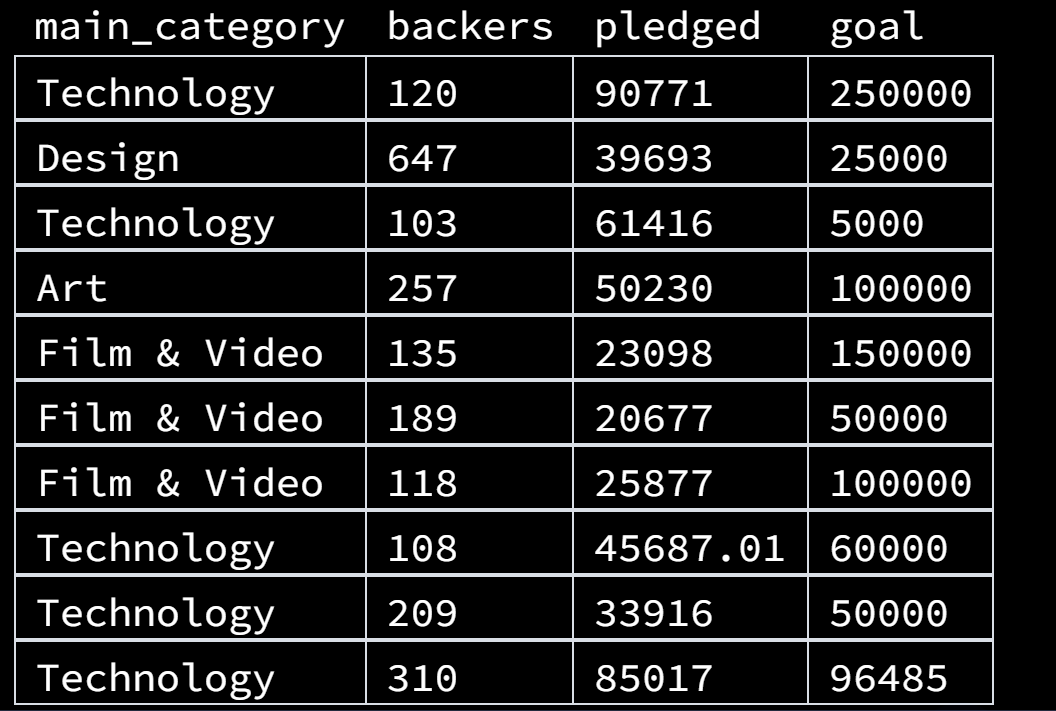 main_category backers pledged goal
Technology 120 90771 250000
Design 647 39693 25000
Technology 103 61416 5000
Art 257 50230 100000
Film & Video 135 23098 150000
Film & Video 189 20677 50000
Film & Video 118 25877 100000
Technology 108 45687.01 60000
Technology 209 33916 50000
Technology 310 85017 96485